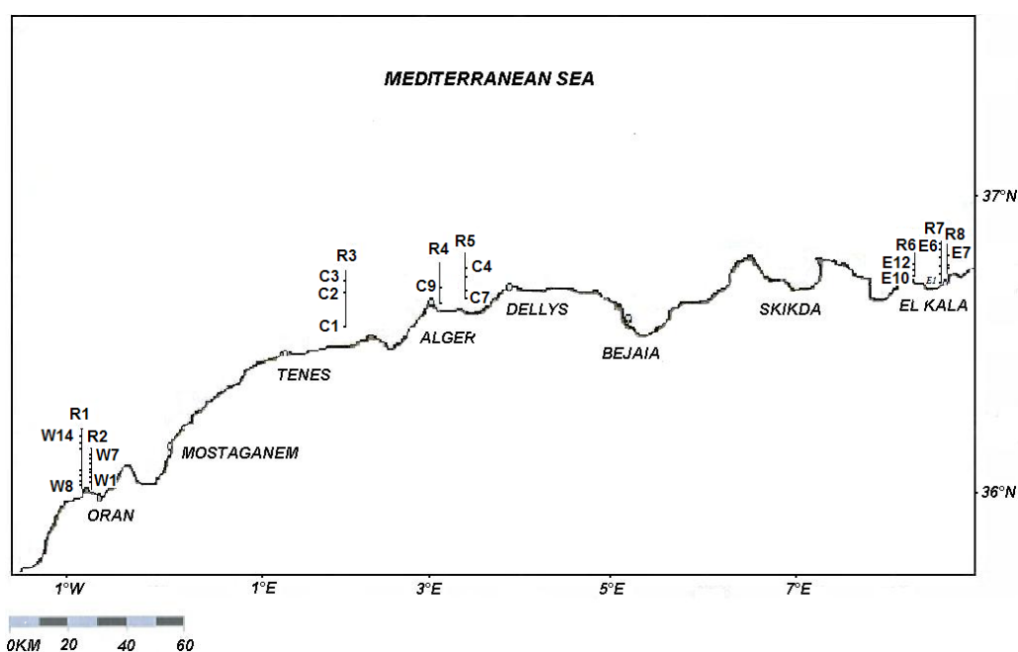 MEDITERRANEAN SEA
37°N
R7
R8
R6
E6
E7
E12
E10
E1
EL KALA
R3
C3
C2
C1
R4
R5
C4
C9
C7
ALGER
DELLYS
SKIKDA
BEJAIA
TENES
R1
W14
R2
W7
MOSTAGANEM
W8
W1
ORAN
36°N
1°W
1°E
3°E
5°E
7°E
0KM 20 40 60